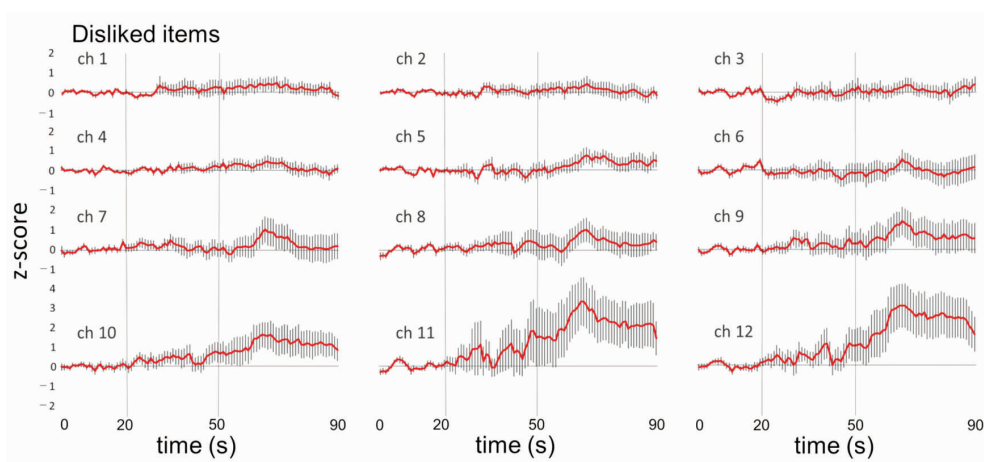 Disliked items
ch 1
ch 2
ch 3
2
1
0
−1
ch 4
ch 5
ch 6
2
1
0
−1
ch 7
ch 8
ch 9
2
1
0
−1
z-score
ch 10
ch 11
ch 12
4
3
2
1
0
−1
−2
0 20 50 90
0 20 50 90
0 20 50 90
time (s)
time (s)
time (s)